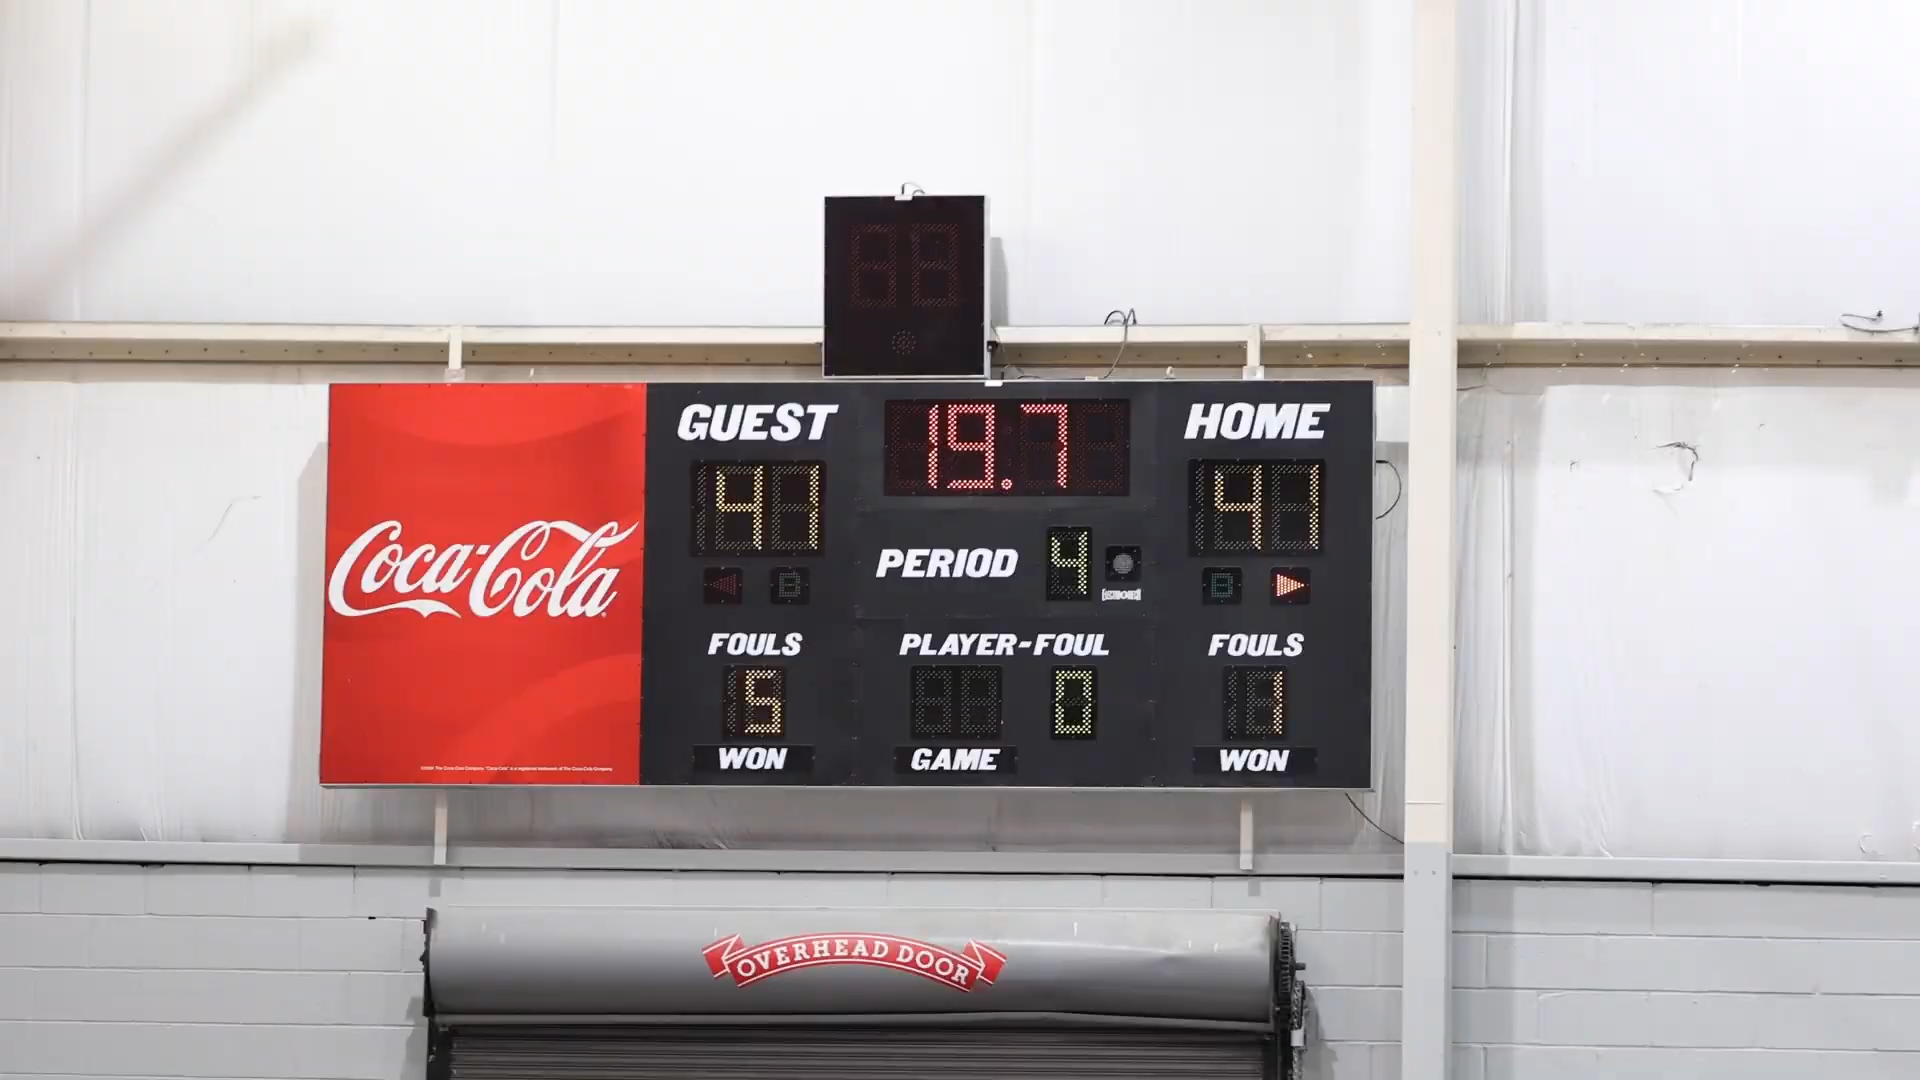 GUEST
19.7
HOME
41
41
Coca-Cola
PERIOD
4
B
B
FOULS
PLAYER-FOUL
FOULS
5
0
1
WON
GAME
WON
OVERHEAD DOOR